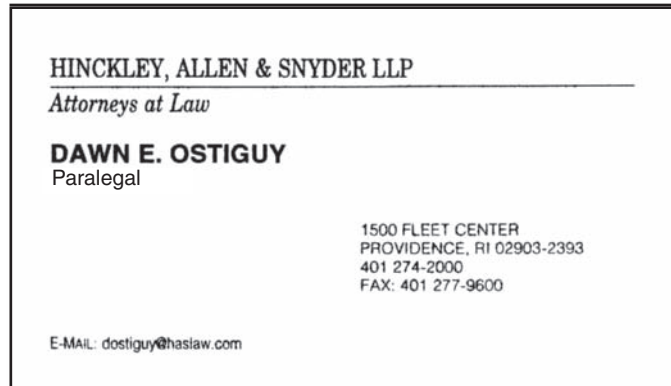 HINCKLEY, ALLEN & SNYDER LLP
Attorneys at Law
DAWN E. OSTIGUY
Paralegal
1500 FLEET CENTER
PROVIDENCE, RI 02903-2393
401 274-2000
FAX: 401 277-9600
E-MAIL: dostiguy@haslaw.com